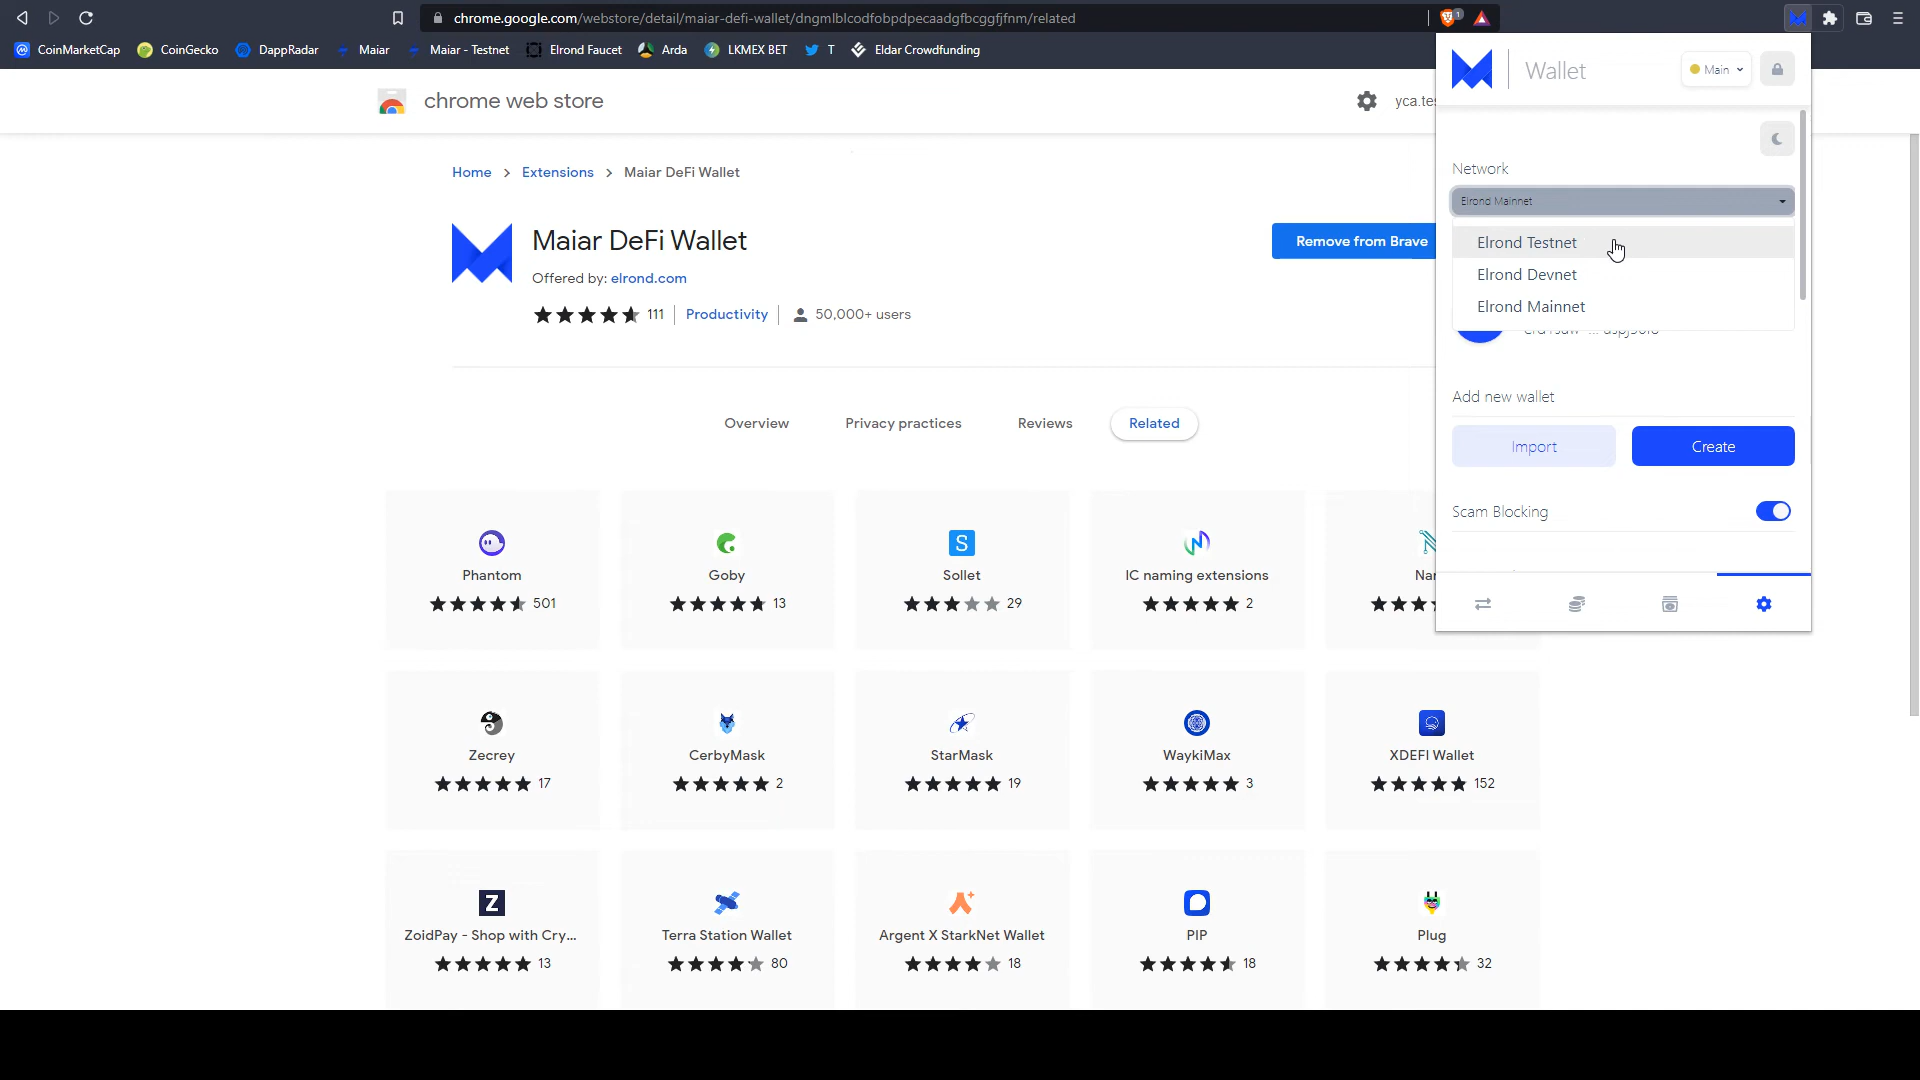 chrome.google.com/webstore/detail/maiar-defi-wallet/dngmlblcodfobpdpecaadgfbcggfjfnm/related
1
CoinMarketCap
CoinGecko
DappRadar
Maiar
Maiar - Testnet
Elrond Faucet
Arda
LKMEX BET
T
Eldar Crowdfunding
chrome web store
Wallet
Main
Network
Elrond Mainnet
Elrond Testnet
Elrond Devnet
Elrond Mainnet
Add new wallet
Import
Create
Scam Blocking
Home > Extensions > Maiar DeFi Wallet
Maiar DeFi Wallet
Remove from Brave
Offered by: elrond.com
111
Productivity
50,000+ users
Overview
Privacy practices
Reviews
Related
Phantom
501
Goby
13
Sollet
29
IC naming extensions
2
Zecrey
17
CerbyMask
2
StarMask
19
WaykiMax
3
XDEFI Wallet
152
ZoidPay - Shop with Cry...
13
Terra Station Wallet
80
Argent X StarkNet Wallet
18
PIP
18
Plug
32